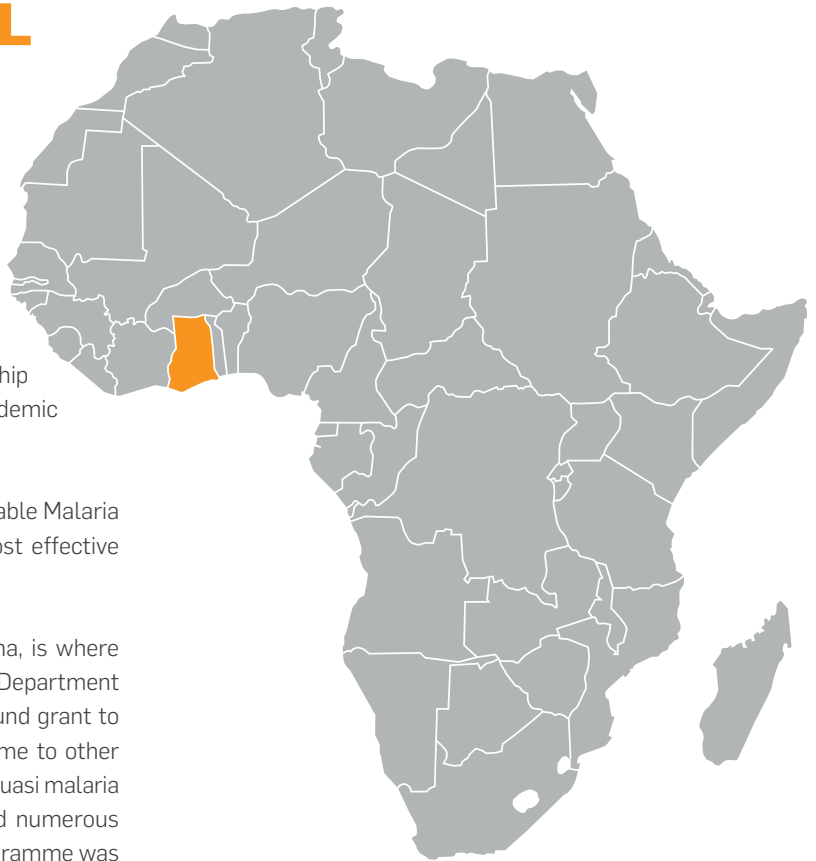 L
hip
demic
able Malaria
ost effective
na, is where
Department
und grant to
me to other
uasi malaria
d numerous
ramme was